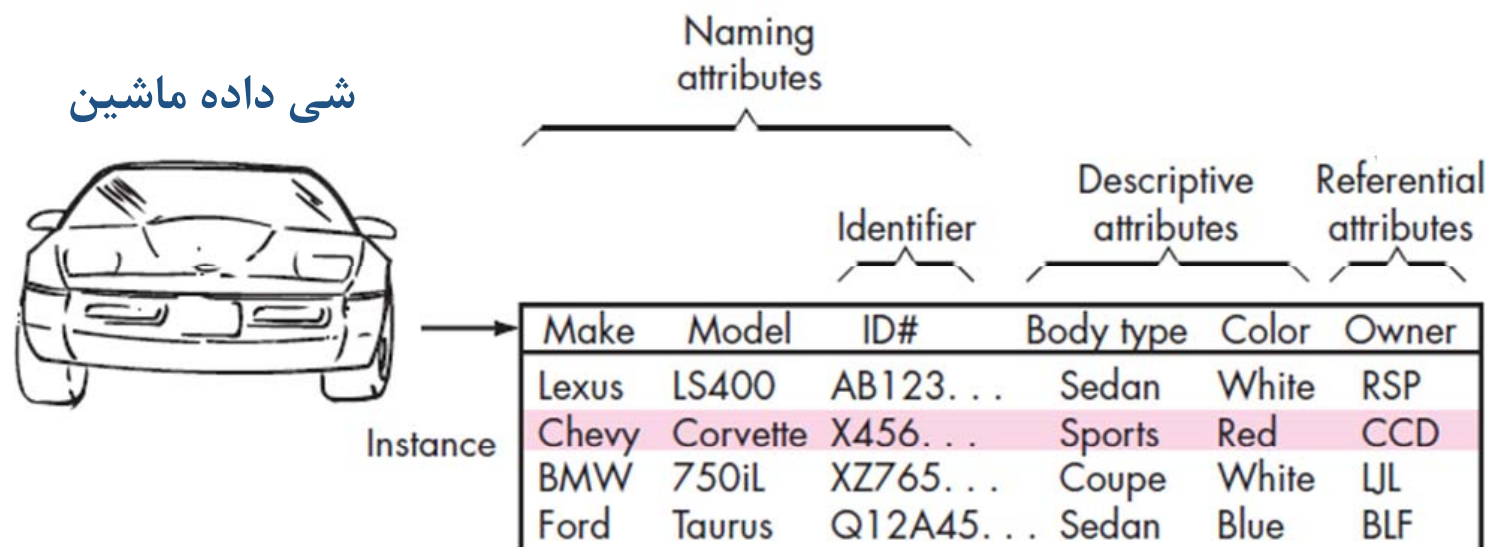 شی داده ماشین
Naming
attributes
Identifier
Descriptive
attributes
Referential
attributes
Make Model ID# Body type Color Owner
Lexus LS400 AB123. . . Sedan White RSP
Instance
Chevy Corvette X456. . . Sports Red CCD
BMW 750iL XZ765. . . Coupe White LJL
Ford Taurus Q12A45. . . Sedan Blue BLF